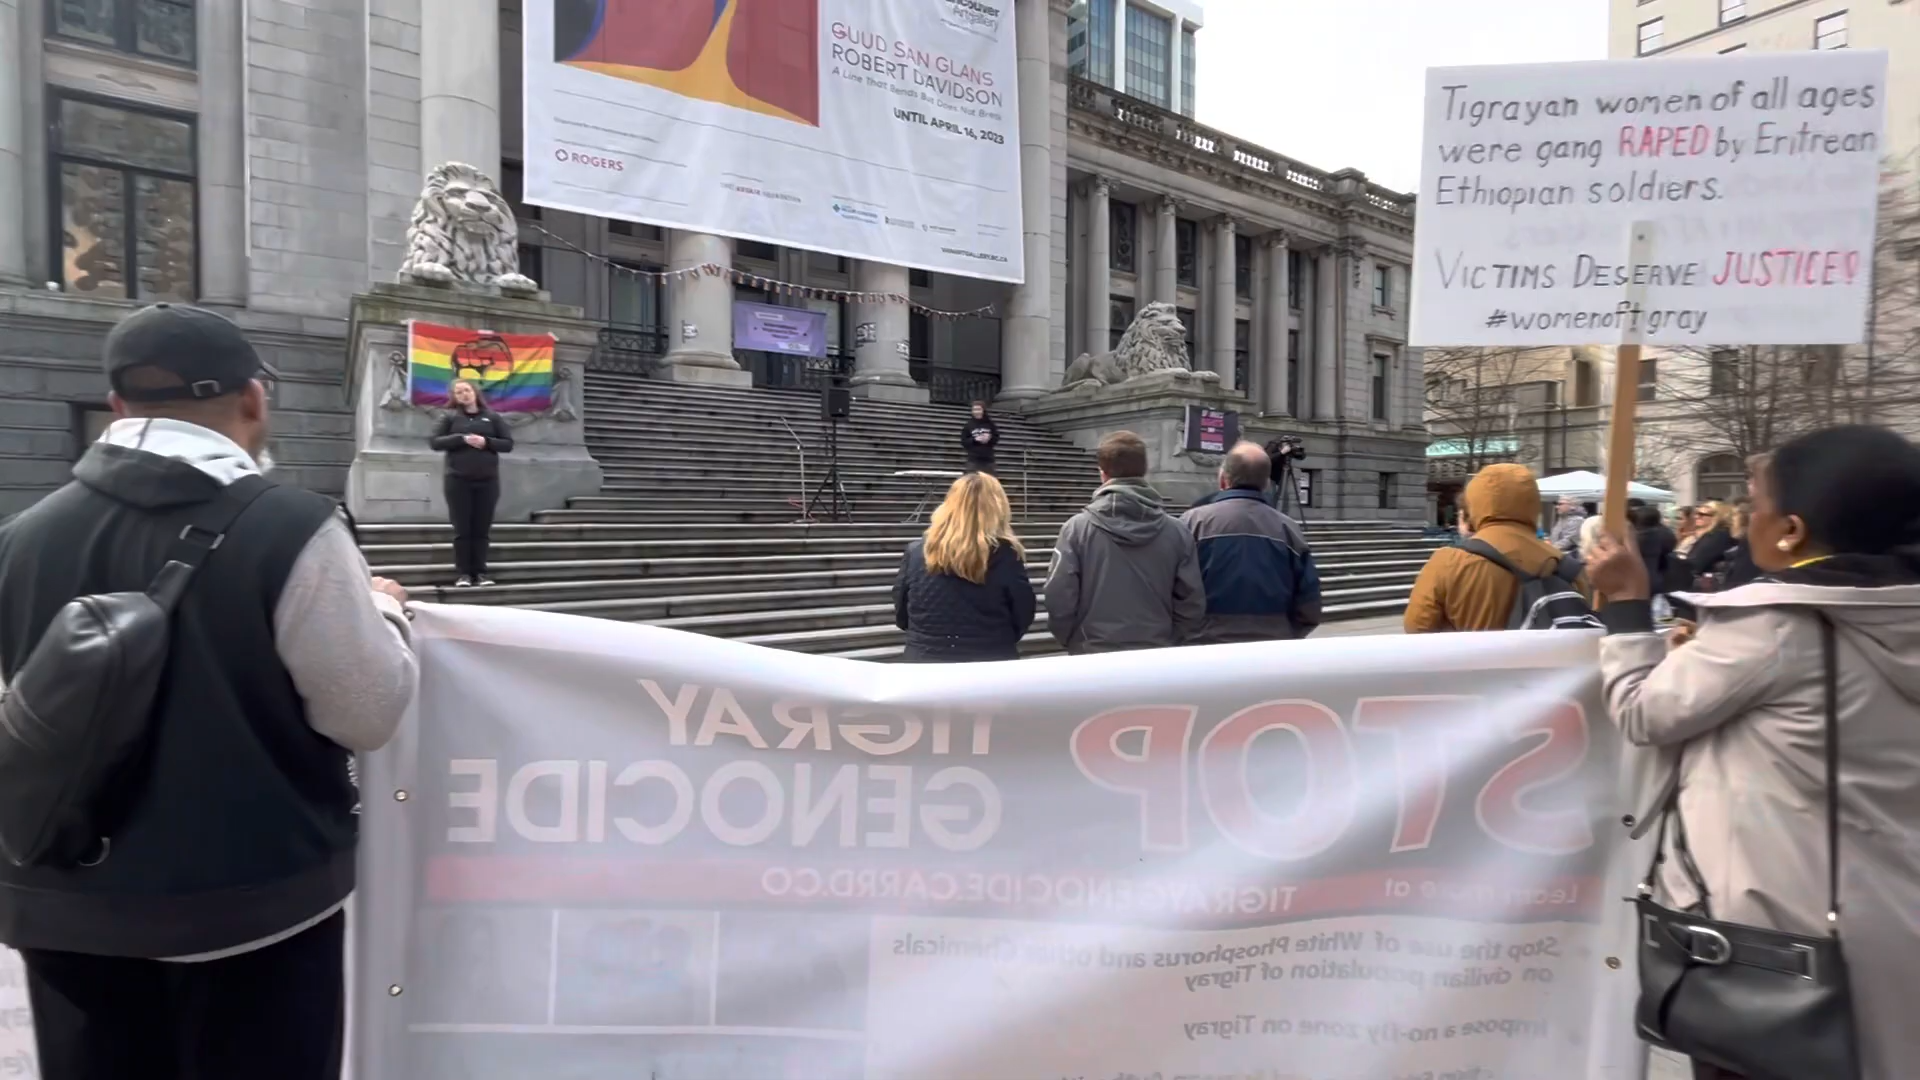 Vancouver
Artgallery
GUUD SAN GLANS
ROBERT DAVIDSON
A Line That Bends But Does Not Break
UNTIL APRIL 16, 2023
ROGERS
Tigrayan women of all ages
were gang RAPED by Eritrean
Ethiopian soldiers.
VICTIMS DESERVE JUSTICE!
#womenoftigray
STOP
TIGRAY
GENOCIDE
Learn more at
TIGRAYGENOCIDE.CARRD.CO
Stop the use of White Phosphorus and other Chemicals
on civilian population of Tigray
Impose a no-fly zone on Tigray